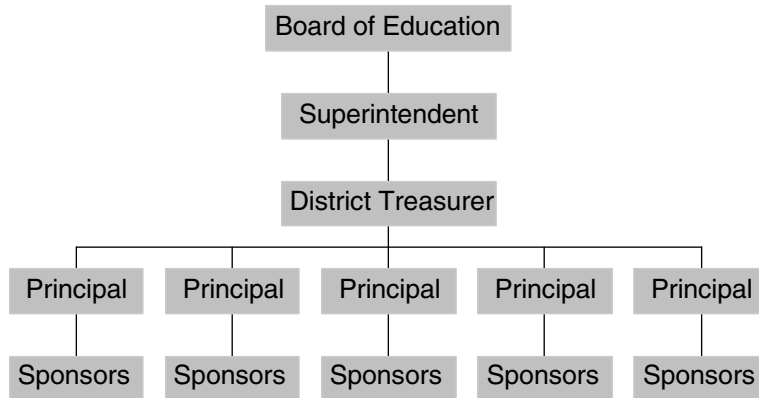 Board of Education
Superintendent
District Treasurer
Principal
Principal
Principal
Principal
Principal
Sponsors
Sponsors
Sponsors
Sponsors
Sponsors